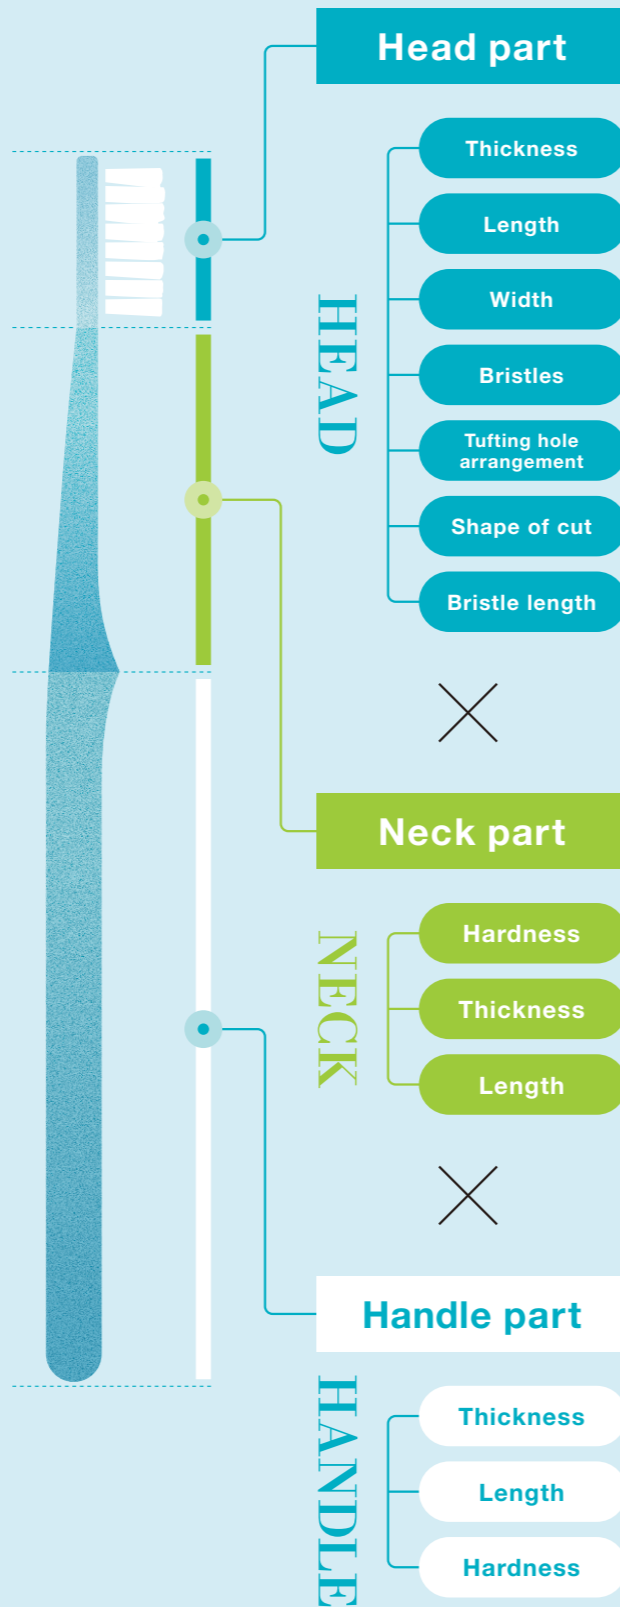 Head part
HEAD
Thickness
Length
Width
Bristles
Tufting hole
arrangement
Shape of cut
Bristle length
Neck part
NECK
Hardness
Thickness
Length
Handle part
HANDLE
Thickness
Length
Hardness